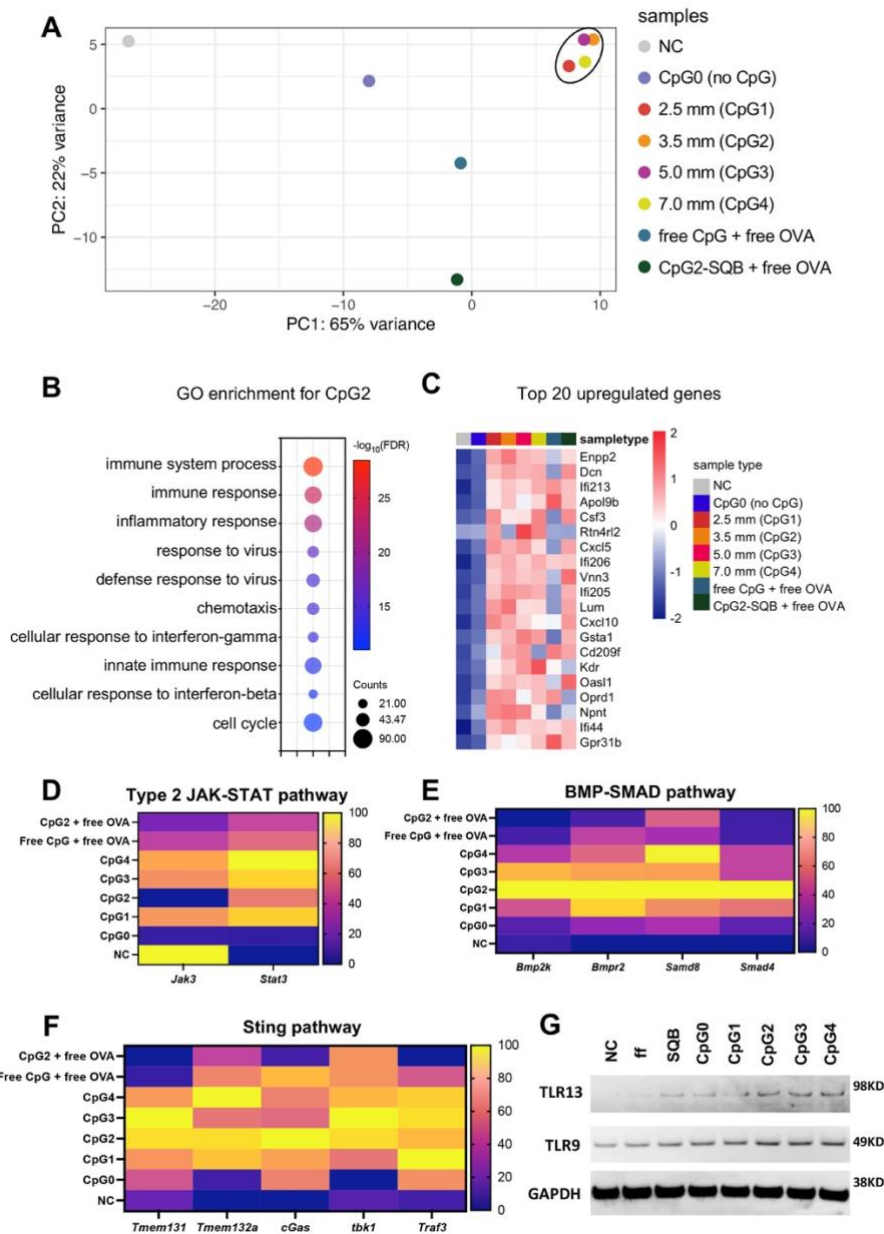 A
samples
NC
CpG0 (no CpG)
2.5 mm (CpG1)
3.5 mm (CpG2)
5.0 mm (CpG3)
7.0 mm (CpG4)
free CpG + free OVA
CpG2-SQB + free OVA
PC2: 22% variance
5
0
−5
−10
−20
−10
0
10
PC1: 65% variance
B
GO enrichment for CpG2
immune system process
immune response
inflammatory response
response to virus
defense response to virus
chemotaxis
cellular response to interferon-gamma
innate immune response
cellular response to interferon-beta
cell cycle
-log10(FDR)
25
20
15
Counts
21.00
43.47
90.00
C
Top 20 upregulated genes
sampletype
Enpp2
Dcn
Ifi213
Apol9b
Csf3
Rtn4rl2
Cxcl5
Ifi206
Vnn3
Ifi205
Lum
Cxcl10
Gsta1
Cd209f
Kdr
Oasl1
Oprd1
Npnt
Ifi44
Gpr31b
2
1
0
-1
-2
sample type
NC
CpG0 (no CpG)
2.5 mm (CpG1)
3.5 mm (CpG2)
5.0 mm (CpG3)
7.0 mm (CpG4)
free CpG + free OVA
CpG2-SQB + free OVA
D
Type 2 JAK-STAT pathway
CpG2 + free OVA
Free CpG + free OVA
CpG4
CpG3
CpG2
CpG1
CpG0
NC
Jak3 Stat3
100
80
60
40
20
0
E
BMP-SMAD pathway
CpG2 + free OVA
Free CpG + free OVA
CpG4
CpG3
CpG2
CpG1
CpG0
NC
Bmp2k Bmpr2 Samd8 Smad4
100
80
60
40
20
0
F
Sting pathway
CpG2 + free OVA
Free CpG + free OVA
CpG4
CpG3
CpG2
CpG1
CpG0
NC
Tmem131 Tmem132a cGas tbk1 Traf3
100
80
60
40
20
0
G
NC ff SQB CpG0 CpG1 CpG2 CpG3 CpG4
TLR13 98KD
TLR9 49KD
GAPDH 38KD